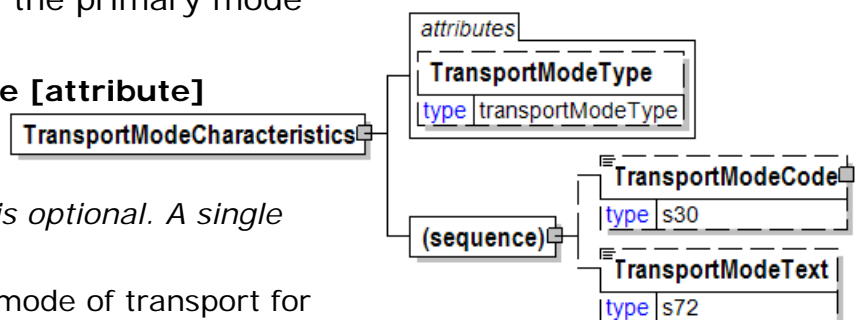 the primary mode
e [attribute]
is optional. A single
mode of transport for
attributes
TransportModeType
type transportModeType
TransportModeCharacteristics
TransportModeCode
type s30
(sequence)
TransportModeText
type s72